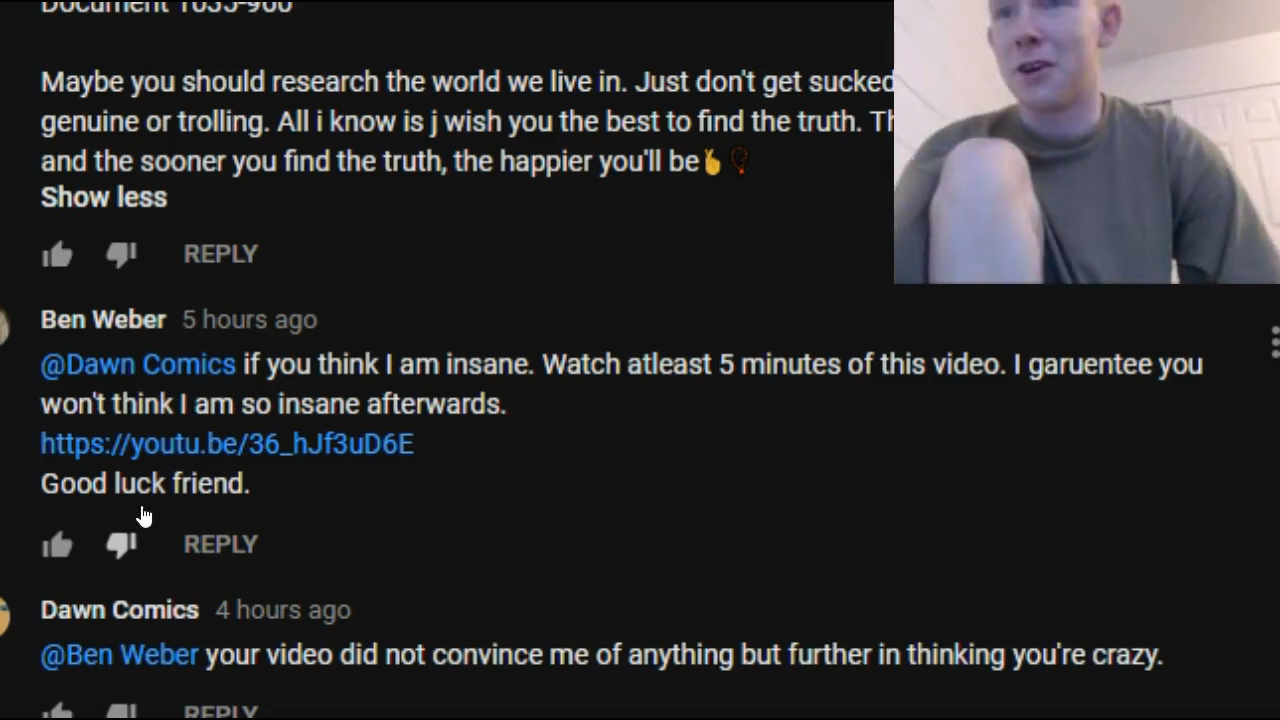 Document 1035-960
Maybe you should research the world we live in. Just don't get sucked
genuine or trolling. All i know is j wish you the best to find the truth. Th
and the sooner you find the truth, the happier you'll be
Show less
REPLY
Ben Weber 5 hours ago
@Dawn Comics if you think I am insane. Watch atleast 5 minutes of this video. I garuentee you
won't think I am so insane afterwards.
https://youtu.be/36_hJf3uD6E
Good luck friend.
REPLY
Dawn Comics 4 hours ago
@Ben Weber your video did not convince me of anything but further in thinking you're crazy.
REPLY